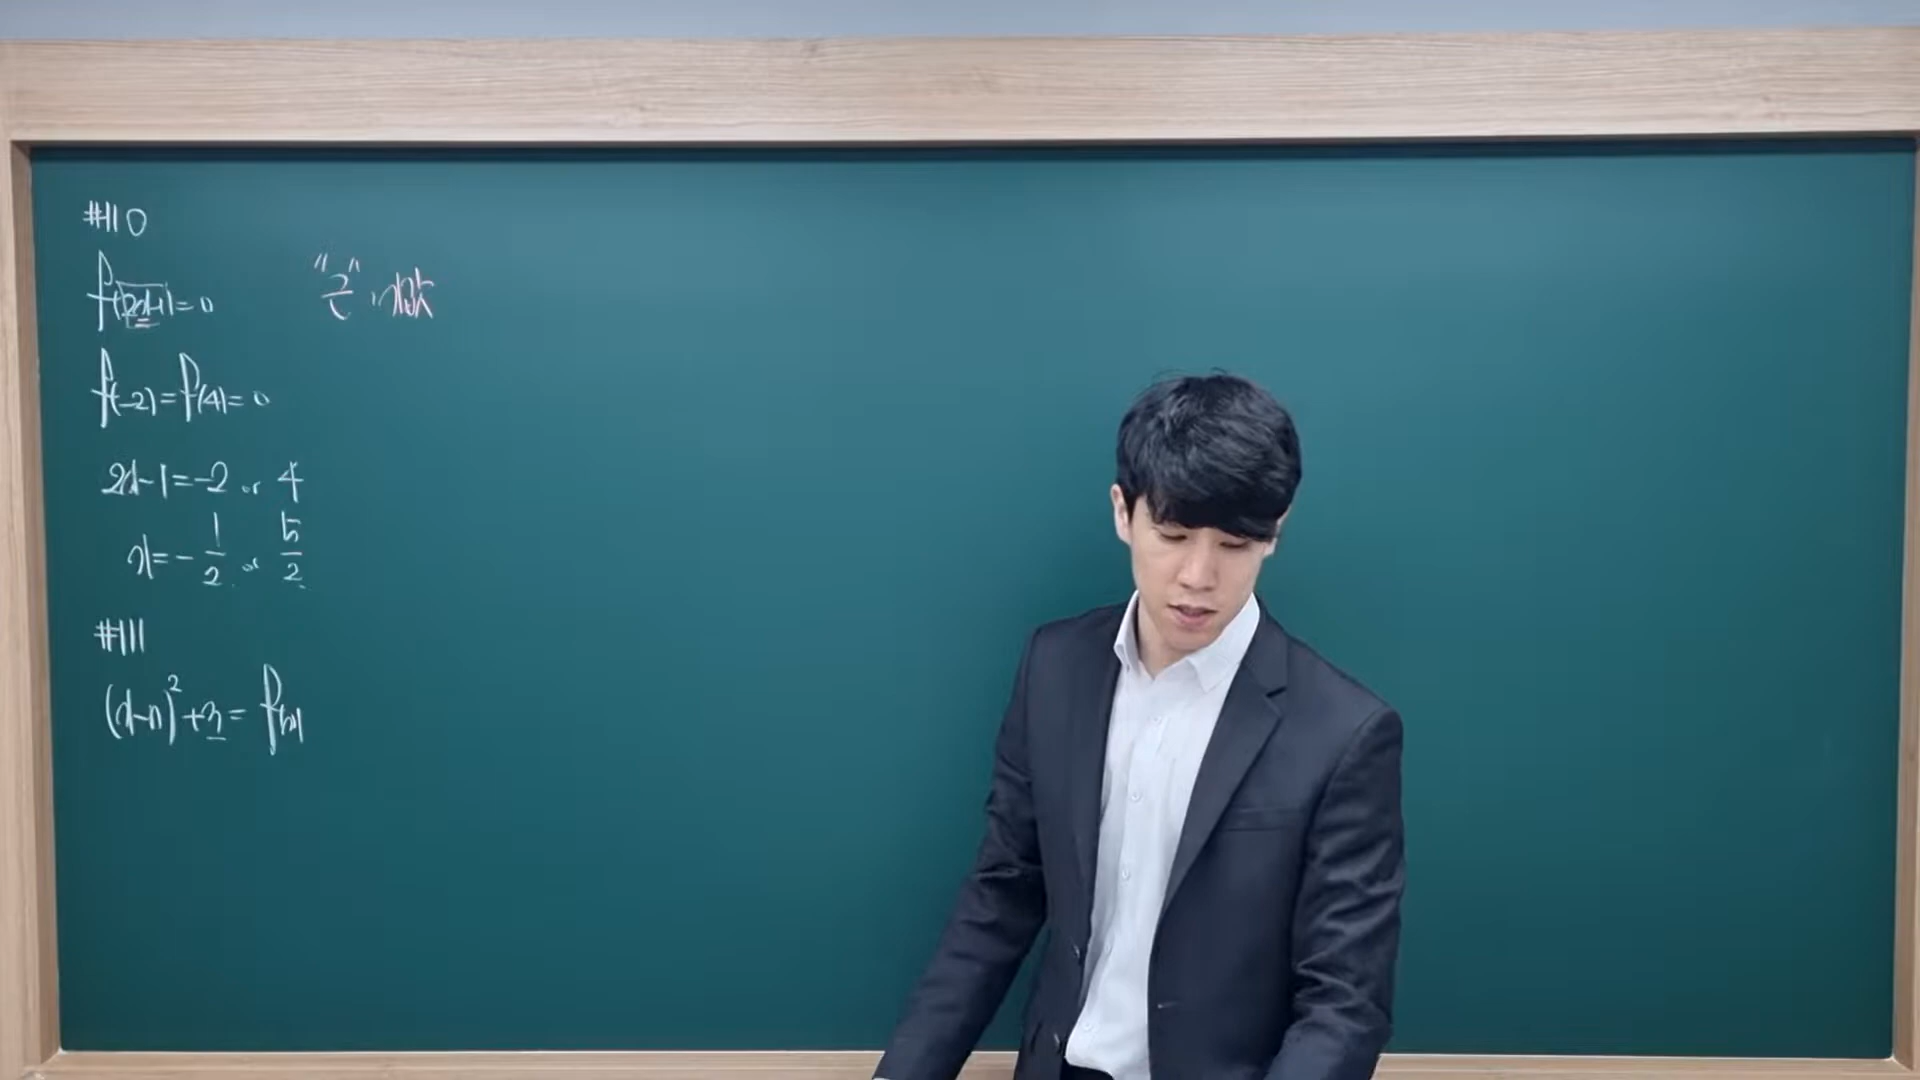 #110
f(2x-1)=0
"근"
f(-2)=f(4)=0
2x-1=-2 or 4
x=-1/2 or 5/2
#111
(x-n)²+3=f(x)